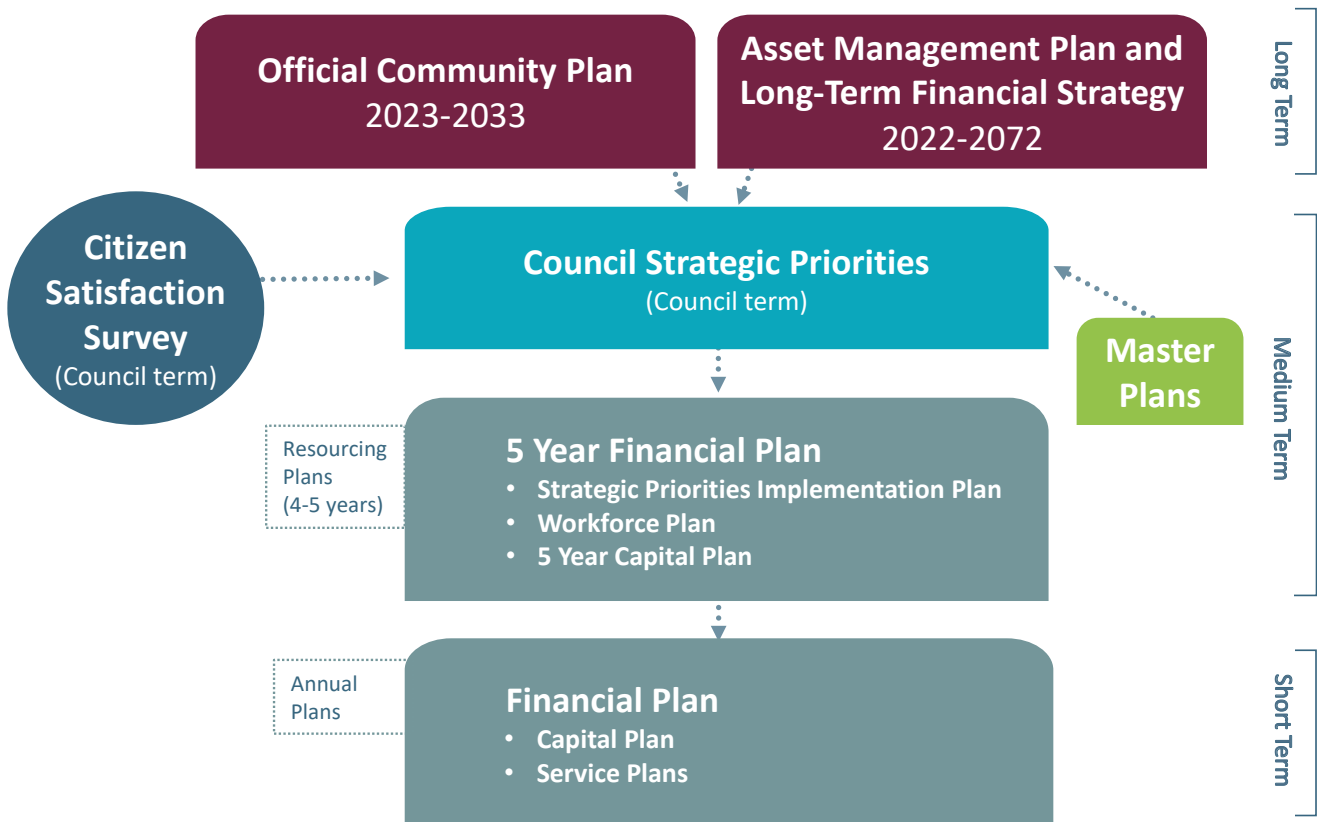 Official Community Plan
2023-2033
Asset Management Plan and
Long-Term Financial Strategy
2022-2072
Long Term
Citizen
Satisfaction
Survey
(Council term)
Council Strategic Priorities
(Council term)
Master
Plans
Medium Term
Resourcing
Plans
(4-5 years)
5 Year Financial Plan
• Strategic Priorities Implementation Plan
• Workforce Plan
• 5 Year Capital Plan
Annual
Plans
Financial Plan
• Capital Plan
• Service Plans
Short Term